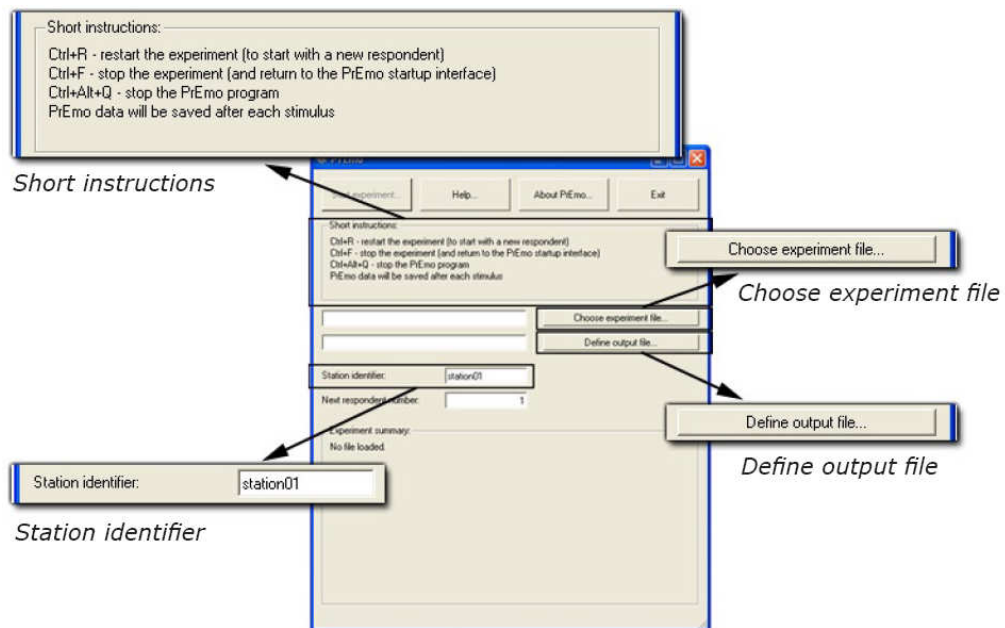 Short instructions:
Ctrl+R - restart the experiment (to start with a new respondent)
Ctrl+F - stop the experiment (and return to the PrEmo startup interface)
Ctrl+Alt+Q - stop the PrEmo program
PrEmo data will be saved after each stimulus
Short instructions
PrEmo
experiment...
Help...
About PrEmo...
Exit
Short instructions:
Ctrl+R - restart the experiment (to start with a new respondent)
Ctrl+F - stop the experiment (and return to the PrEmo startup interface)
Ctrl+Alt+Q - stop the PrEmo program
PrEmo data will be saved after each stimulus
Choose experiment file...
Choose experiment file
Choose experiment file...
Define output file...
Station identifier: station01
Next respondent number: 1
Define output file...
Define output file
Experiment summary:
No file loaded.
Station identifier: station01
Station identifier